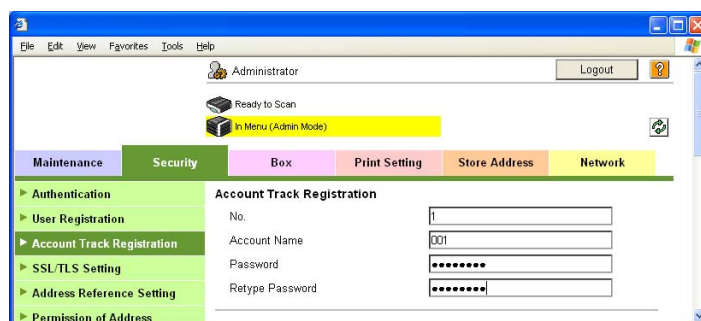 File Edit View Favorites Tools Help
Administrator
Logout
?
Ready to Scan
In Menu (Admin Mode)
Maintenance Security Box Print Setting Store Address Network
Authentication
Account Track Registration
No. 1
User Registration
Account Name 001
Account Track Registration
Password ●●●●●●●●
SSL/TLS Setting
Retype Password ●●●●●●●●
Address Reference Setting
Permission of Address